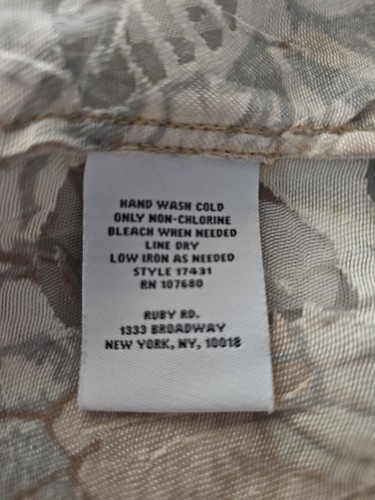 HAND WASH COLD
ONLY NON-CHLORINE
BLEACH WHEN NEEDED
LINE DRY
LOW IRON AS NEEDED
STYLE 17431
RN 107680
RUBY RD.
1333 BROADWAY
NEW YORK, NY, 10018